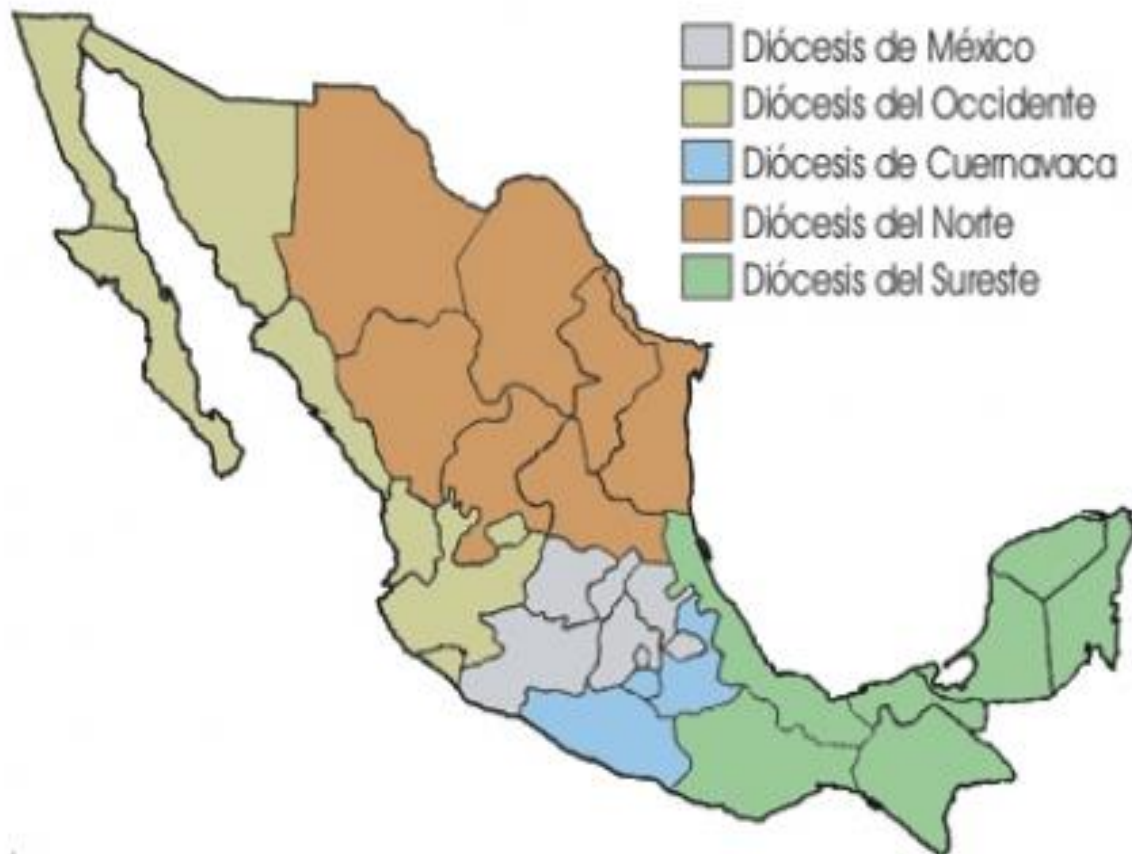 Diócesis de México
Diócesis del Occidente
Diócesis de Cuernavaca
Diócesis del Norte
Diócesis del Sureste